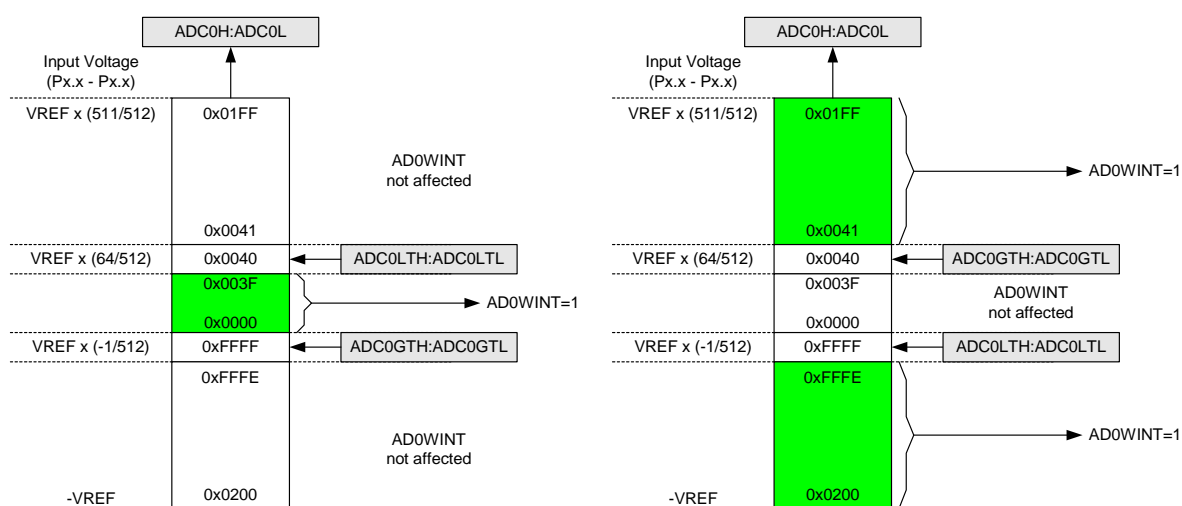 ADC0H:ADC0L
Input Voltage
(Px.x - Px.x)
VREF x (511/512)
0x01FF
AD0WINT
not affected
0x0041
VREF x (64/512)
0x0040
ADC0LTH:ADC0LTL
0x003F
AD0WINT=1
0x0000
VREF x (-1/512)
0xFFFF
ADC0GTH:ADC0GTL
0xFFFE
AD0WINT
not affected
-VREF
0x0200
ADC0H:ADC0L
Input Voltage
(Px.x - Px.x)
VREF x (511/512)
0x01FF
AD0WINT=1
0x0041
VREF x (64/512)
0x0040
ADC0GTH:ADC0GTL
0x003F
AD0WINT
not affected
0x0000
VREF x (-1/512)
0xFFFF
ADC0LTH:ADC0LTL
0xFFFE
AD0WINT=1
-VREF
0x0200